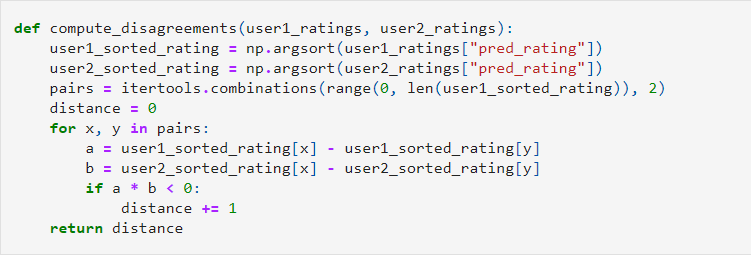 def compute_disagreements(user1_ratings, user2_ratings):
    user1_sorted_rating = np.argsort(user1_ratings["pred_rating"])
    user2_sorted_rating = np.argsort(user2_ratings["pred_rating"])
    pairs = itertools.combinations(range(0, len(user1_sorted_rating)), 2)
    distance = 0
    for x, y in pairs:
        a = user1_sorted_rating[x] - user1_sorted_rating[y]
        b = user2_sorted_rating[x] - user2_sorted_rating[y]
        if a * b < 0:
            distance += 1
    return distance